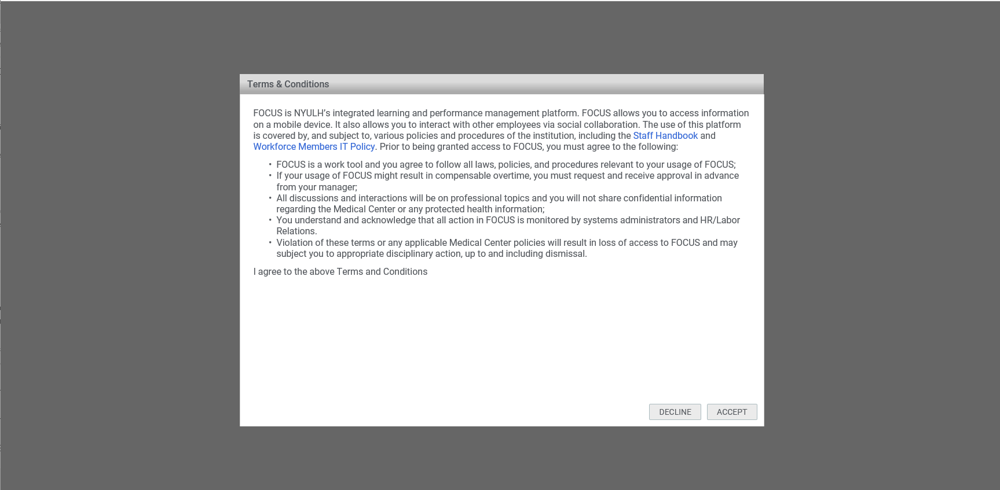 Terms & Conditions
FOCUS is NYULH's integrated learning and performance management platform. FOCUS allows you to access information
on a mobile device. It also allows you to interact with other employees via social collaboration. The use of this platform
is covered by, and subject to, various policies and procedures of the institution, including the Staff Handbook and
Workforce Members IT Policy. Prior to being granted access to FOCUS, you must agree to the following:
• FOCUS is a work tool and you agree to follow all laws, policies, and procedures relevant to your usage of FOCUS;
• If your usage of FOCUS might result in compensable overtime, you must request and receive approval in advance
from your manager;
• All discussions and interactions will be on professional topics and you will not share confidential information
regarding the Medical Center or any protected health information;
• You understand and acknowledge that all action in FOCUS is monitored by systems administrators and HR/Labor
Relations.
• Violation of these terms or any applicable Medical Center policies will result in loss of access to FOCUS and may
subject you to appropriate disciplinary action, up to and including dismissal.
I agree to the above Terms and Conditions
DECLINE ACCEPT